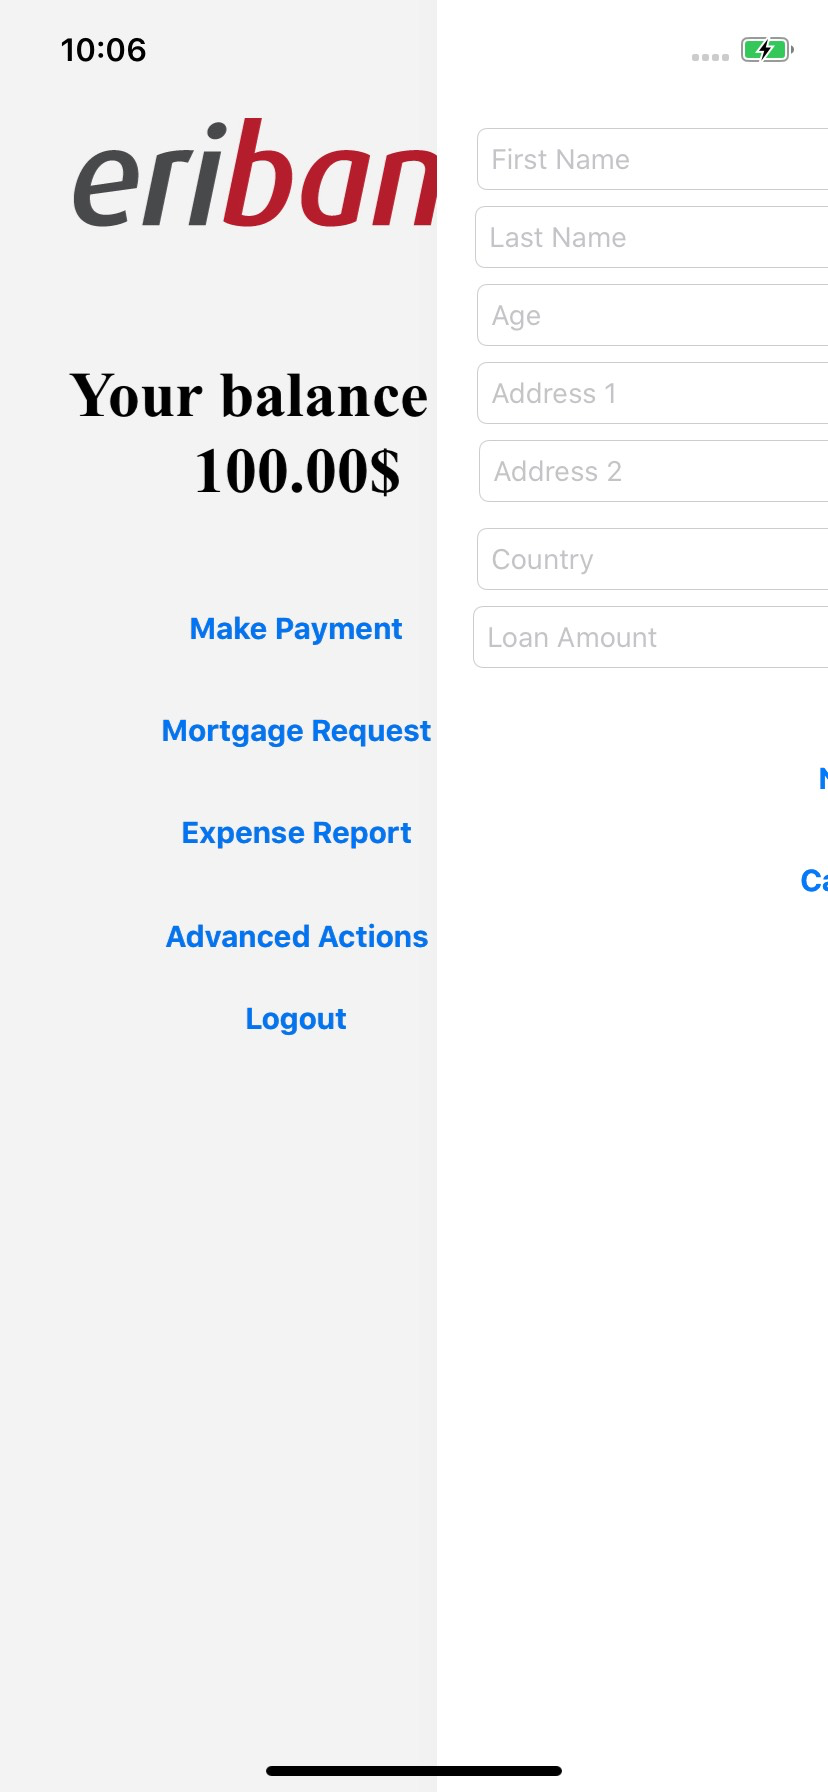 10:06
eriban
Your balance
100.00$
Make Payment
Mortgage Request
Expense Report
Advanced Actions
Logout
First Name
Last Name
Age
Address 1
Address 2
Country
Loan Amount